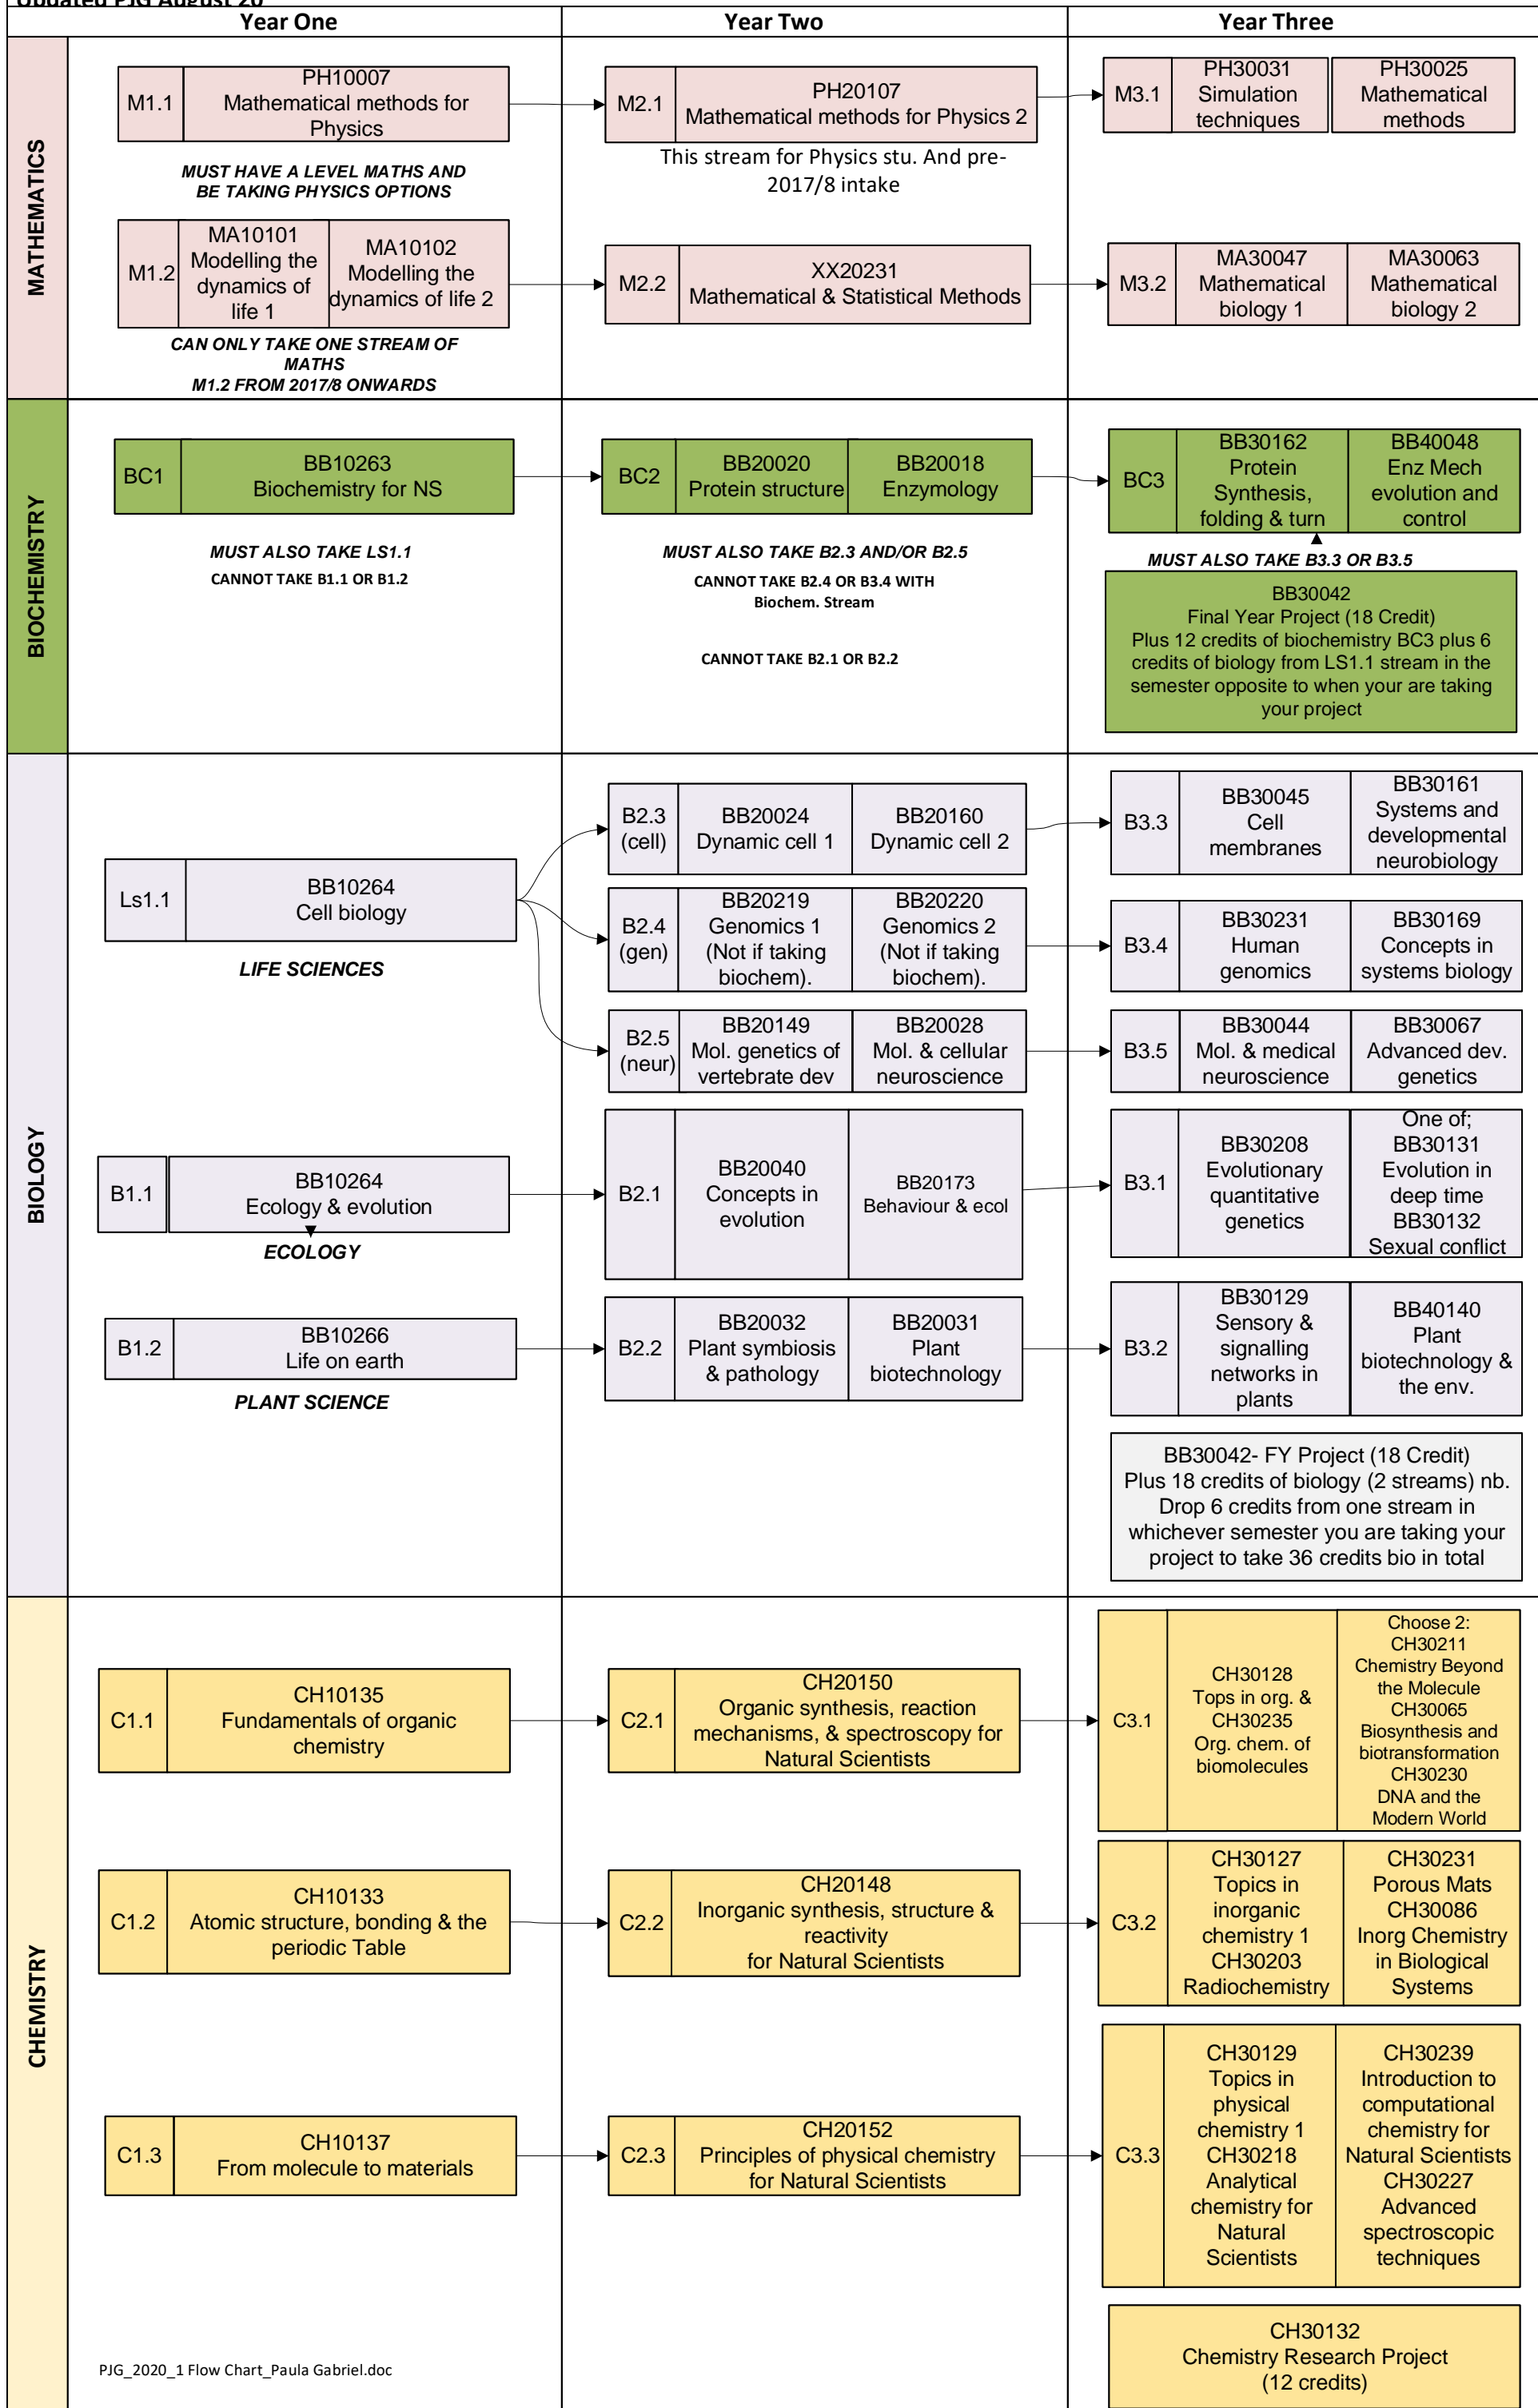 Updated PJG August 20
Year One
Year Two
Year Three
MATHEMATICS
M1.1
PH10007
Mathematical methods for
Physics
M2.1
PH20107
Mathematical methods for Physics 2
M3.1
PH30031
Simulation
techniques
PH30025
Mathematical
methods
MUST HAVE A LEVEL MATHS AND
BE TAKING PHYSICS OPTIONS
This stream for Physics stu. And pre-
2017/8 intake
M1.2
MA10101
Modelling the
dynamics of
life 1
MA10102
Modelling the
dynamics of life 2
M2.2
XX20231
Mathematical & Statistical Methods
M3.2
MA30047
Mathematical
biology 1
MA30063
Mathematical
biology 2
CAN ONLY TAKE ONE STREAM OF
MATHS
M1.2 FROM 2017/8 ONWARDS
BIOCHEMISTRY
BC1
BB10263
Biochemistry for NS
BC2
BB20020
Protein structure
BB20018
Enzymology
BC3
BB30162
Protein
Synthesis,
folding & turn
BB40048
Enz Mech
evolution and
control
MUST ALSO TAKE LS1.1
CANNOT TAKE B1.1 OR B1.2
MUST ALSO TAKE B2.3 AND/OR B2.5
CANNOT TAKE B2.4 OR B3.4 WITH
Biochem. Stream
CANNOT TAKE B2.1 OR B2.2
MUST ALSO TAKE B3.3 OR B3.5
BB30042
Final Year Project (18 Credit)
Plus 12 credits of biochemistry BC3 plus 6
credits of biology from LS1.1 stream in the
semester opposite to when your are taking
your project
BIOLOGY
Ls1.1
BB10264
Cell biology
LIFE SCIENCES
B2.3
(cell)
BB20024
Dynamic cell 1
BB20160
Dynamic cell 2
B3.3
BB30045
Cell
membranes
BB30161
Systems and
developmental
neurobiology
B2.4
(gen)
BB20219
Genomics 1
(Not if taking
biochem).
BB20220
Genomics 2
(Not if taking
biochem).
B3.4
BB30231
Human
genomics
BB30169
Concepts in
systems biology
B2.5
(neur)
BB20149
Mol. genetics of
vertebrate dev
BB20028
Mol. & cellular
neuroscience
B3.5
BB30044
Mol. & medical
neuroscience
BB30067
Advanced dev.
genetics
B1.1
BB10264
Ecology & evolution
ECOLOGY
B2.1
BB20040
Concepts in
evolution
BB20173
Behaviour & ecol
B3.1
BB30208
Evolutionary
quantitative
genetics
One of;
BB30131
Evolution in
deep time
BB30132
Sexual conflict
B1.2
BB10266
Life on earth
PLANT SCIENCE
B2.2
BB20032
Plant symbiosis
& pathology
BB20031
Plant
biotechnology
B3.2
BB30129
Sensory &
signalling
networks in
plants
BB40140
Plant
biotechnology &
the env.
BB30042- FY Project (18 Credit)
Plus 18 credits of biology (2 streams) nb.
Drop 6 credits from one stream in
whichever semester you are taking your
project to take 36 credits bio in total
CHEMISTRY
C1.1
CH10135
Fundamentals of organic
chemistry
C2.1
CH20150
Organic synthesis, reaction
mechanisms, & spectroscopy for
Natural Scientists
C3.1
CH30128
Tops in org. &
CH30235
Org. chem. of
biomolecules
Choose 2:
CH30211
Chemistry Beyond
the Molecule
CH30065
Biosynthesis and
biotransformation
CH30230
DNA and the
Modern World
C1.2
CH10133
Atomic structure, bonding & the
periodic Table
C2.2
CH20148
Inorganic synthesis, structure &
reactivity
for Natural Scientists
C3.2
CH30127
Topics in
inorganic
chemistry 1
CH30203
Radiochemistry
CH30231
Porous Mats
CH30086
Inorg Chemistry
in Biological
Systems
C1.3
CH10137
From molecule to materials
C2.3
CH20152
Principles of physical chemistry
for Natural Scientists
C3.3
CH30129
Topics in
physical
chemistry 1
CH30218
Analytical
chemistry for
Natural
Scientists
CH30239
Introduction to
computational
chemistry for
Natural Scientists
CH30227
Advanced
spectroscopic
techniques
CH30132
Chemistry Research Project
(12 credits)
PJG_2020_1 Flow Chart_Paula Gabriel.doc